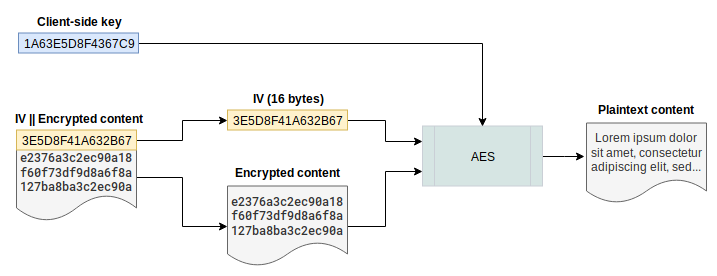 Client-side key
1A63E5D8F4367C9
IV || Encrypted content
3E5D8F41A632B67
e2376a3c2ec90a18
f60f73df9d8a6f8a
127ba8ba3c2ec90a
IV (16 bytes)
3E5D8F41A632B67
Encrypted content
e2376a3c2ec90a18
f60f73df9d8a6f8a
127ba8ba3c2ec90a
AES
Plaintext content
Lorem ipsum dolor
sit amet, consectetur
adipiscing elit, sed...